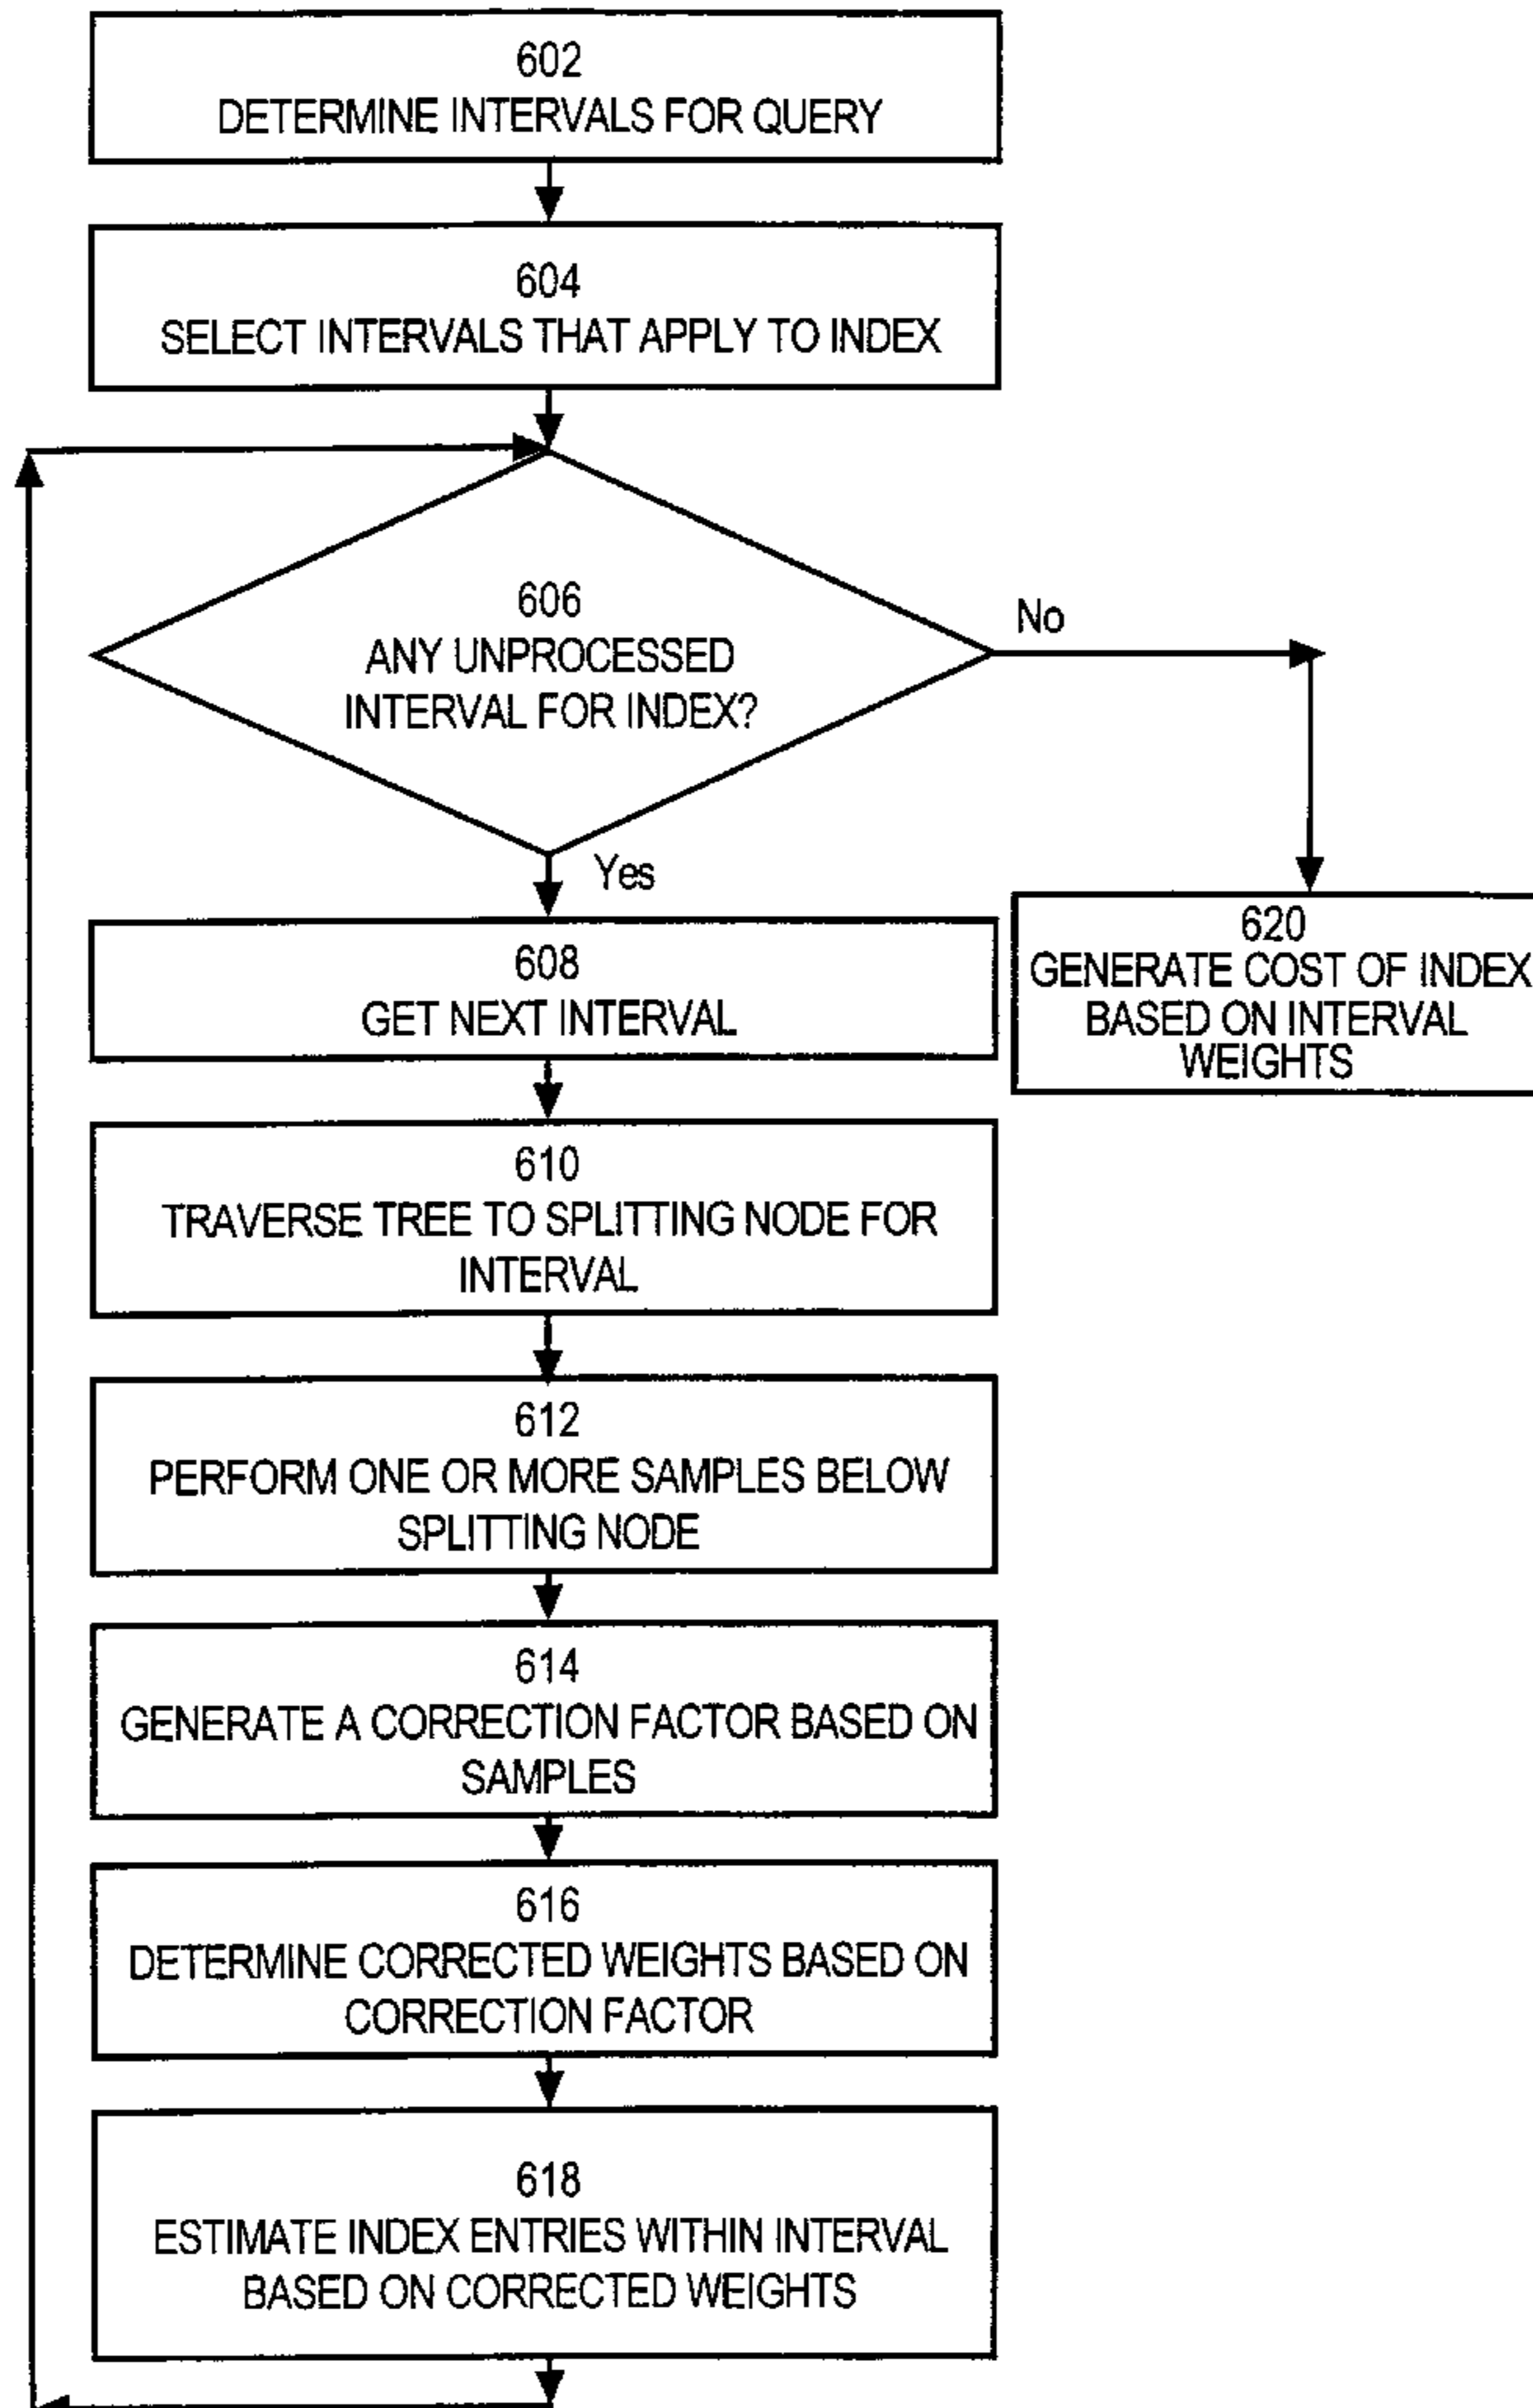 602
DETERMINE INTERVALS FOR QUERY
604
SELECT INTERVALS THAT APPLY TO INDEX
606
ANY UNPROCESSED
INTERVAL FOR INDEX?
No
Yes
608
GET NEXT INTERVAL
620
GENERATE COST OF INDEX
BASED ON INTERVAL
WEIGHTS
610
TRAVERSE TREE TO SPLITTING NODE FOR
INTERVAL
612
PERFORM ONE OR MORE SAMPLES BELOW
SPLITTING NODE
614
GENERATE A CORRECTION FACTOR BASED ON
SAMPLES
616
DETERMINE CORRECTED WEIGHTS BASED ON
CORRECTION FACTOR
618
ESTIMATE INDEX ENTRIES WITHIN INTERVAL
BASED ON CORRECTED WEIGHTS